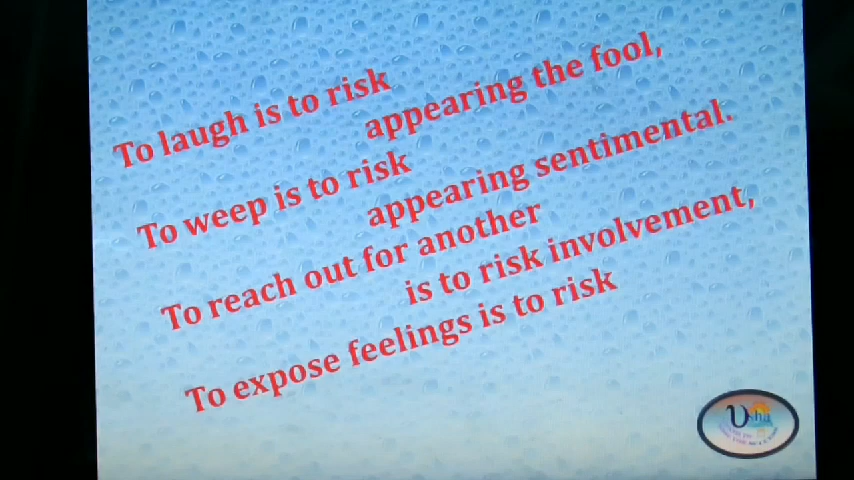 To laugh is to risk
appearing the fool,
To weep is to risk
appearing sentimental.
To reach out for another
is to risk involvement,
To expose feelings is to risk
Usha